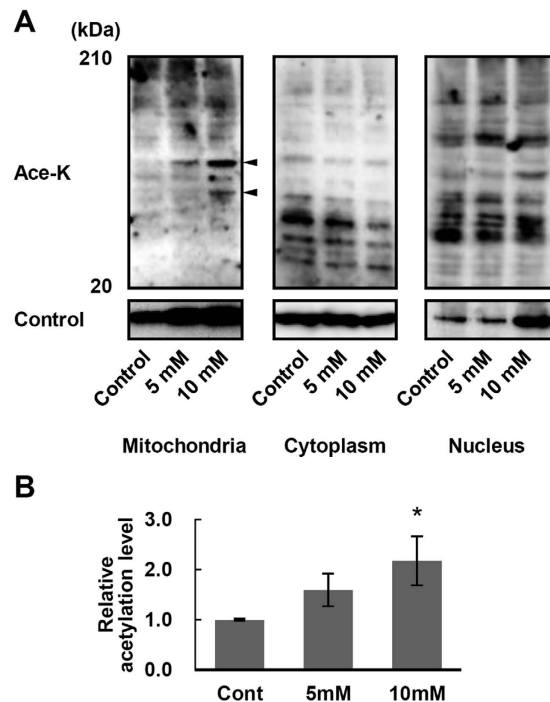 A
(kDa)
210
Ace-K
20
Control
Control 5 mM 10 mM Control 5 mM 10 mM Control 5 mM 10 mM
Mitochondria Cytoplasm Nucleus
B
Relative
acetylation level
3.0
*
2.0
1.0
0.0
Cont 5mM 10mM